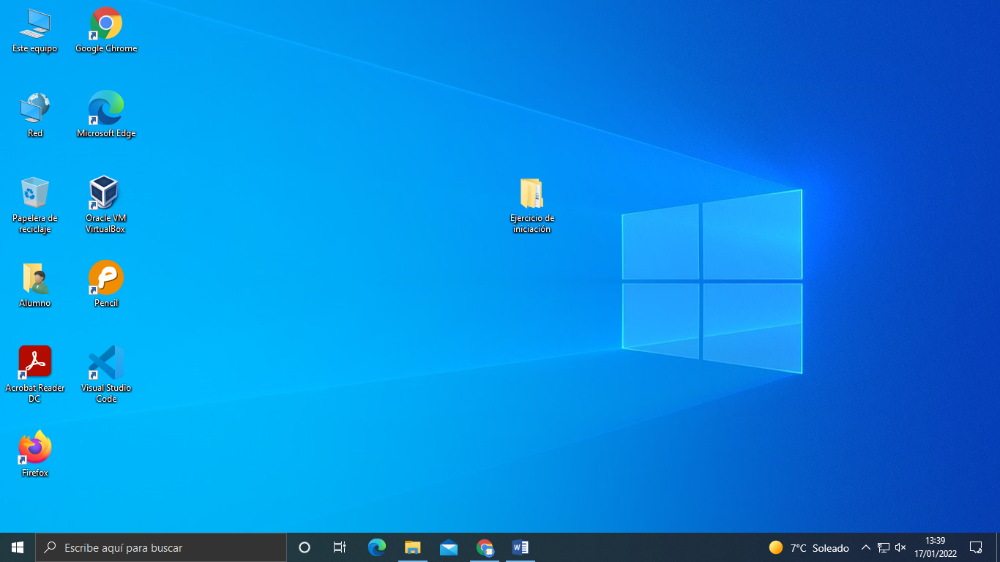 Este equipo
Google Chrome
Red
Microsoft Edge
Papelera de
reciclaje
Oracle VM
VirtualBox
Ejercicio de
iniciación
Alumno
Pencil
Acrobat Reader
DC
Visual Studio
Code
Firefox
Escribe aquí para buscar
7°C Soleado
13:39
17/01/2022